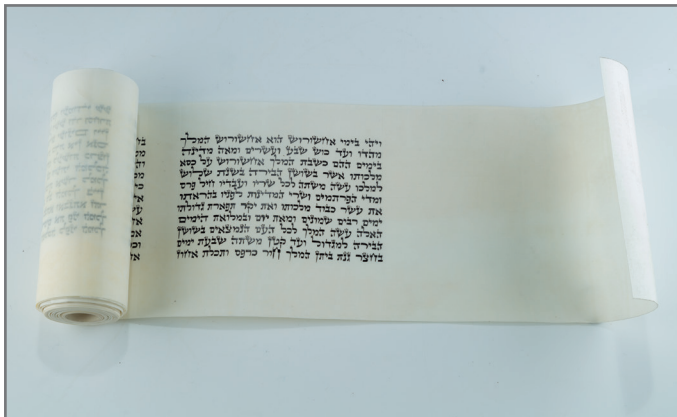 ויהי בימי אחשורוש הוא אחשורוש המלך
מהדו ועד כוש שבע ועשרים ומאה מדינה
בימים ההם כשבת המלך אחשורוש על כסא
מלכותו אשר בשושן הבירה בשנת שלוש
למלכו עשה משתה לכל שריו ועבדיו חיל פרס
ומדי הפרתמים ושרי המדינות לפניו בהראתו
את עשר כבוד מלכותו ואת יקר תפארת גדולתו
ימים רבים שמונים ומאת יום ובמלואת הימים
האלה עשה המלך לכל העם הנמצאים בשושן
הבירה למגדול ועד קטן משתה שבעת ימים
בחצר גנת ביתן המלך חור כרפס ותכלת אחוז